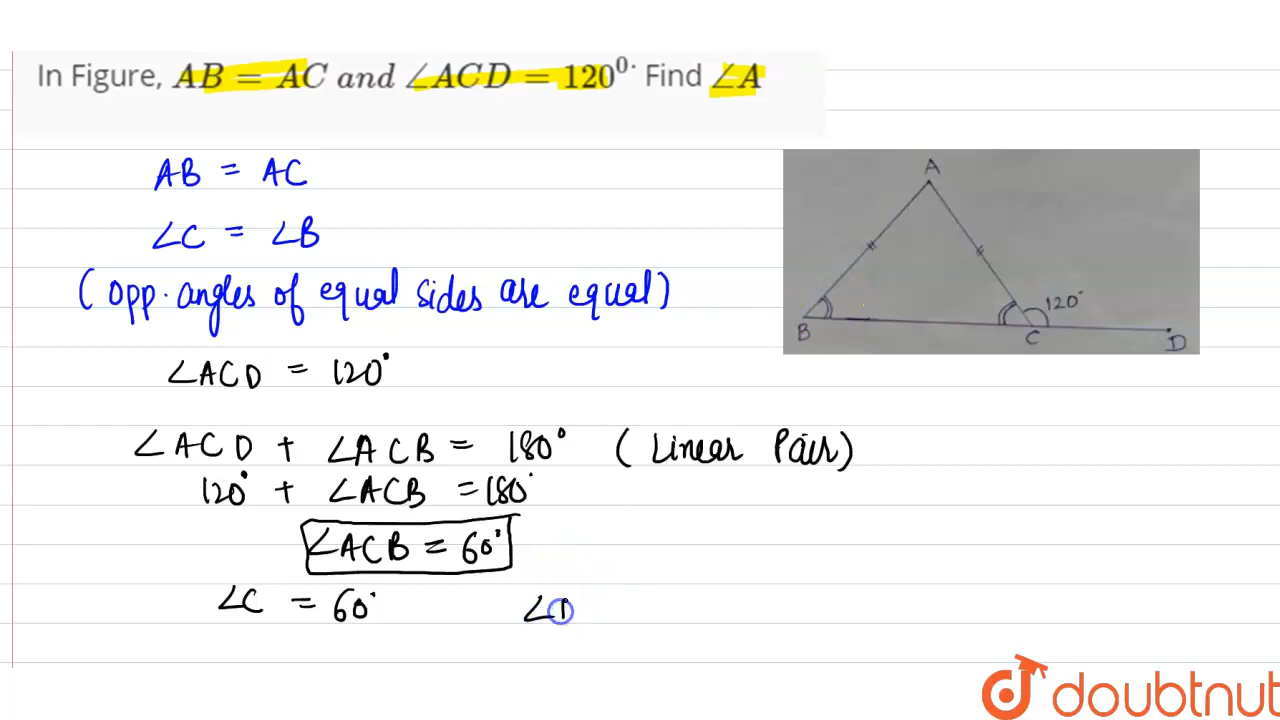 In Figure, AB = AC and ∠ACD = 120⁰· Find ∠A
AB = AC
∠C = ∠B
(opp. angles of equal sides are equal)
∠ACD = 120°
∠ACD + ∠ACB = 180° (Linear Pair)
120° + ∠ACB = 180°
∠ACB = 60°
∠C = 60° ∠
A
120°
B
C
D
doubtnut